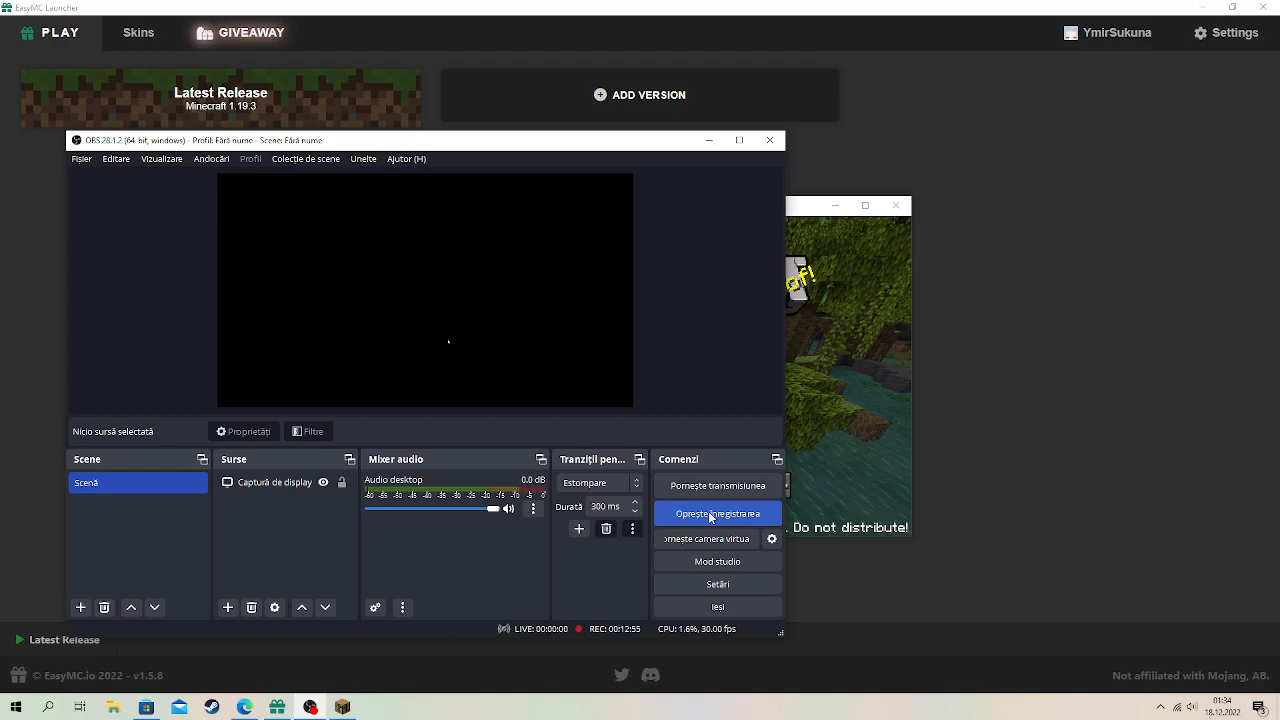 EasyMC Launcher
PLAY
Skins
GIVEAWAY
YmirSukuna
Settings
Latest Release
Minecraft 1.19.3
ADD VERSION
OBS 28.1.2 (64-bit, windows) - Profil: Fără nume - Scene: Fără nume
Fișier Editare Vizualizare Andocări Profil Colecție de scene Unelte Ajutor (H)
of!
Nicio sursă selectată
Proprietăți
Filtre
Scene
Surse
Mixer audio
Tranziții pen...
Comenzi
Scenă
Captură de display
Audio desktop
0.0 dB
Estompare
Durată
300 ms
Pornește transmisiunea
Oprește înregistrarea
ornește camera virtua
Mod studio
Setări
Ieși
. Do not distribute!
LIVE: 00:00:00
REC: 00:12:55
CPU: 1.6%, 30.00 fps
Latest Release
© EasyMC.io 2022 - v1.5.8
Not affiliated with Mojang, AB.
01:34
18.12.2022
3